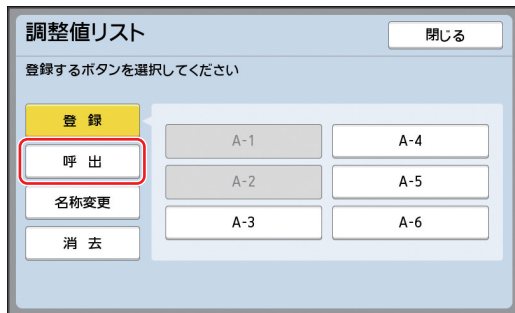 調整値リスト
閉じる
登録するボタンを選択してください
登 録
呼 出
名称変更
消 去
A-1
A-2
A-3
A-4
A-5
A-6